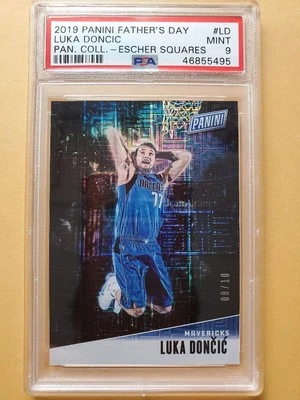 2019 PANINI FATHER'S DAY #LD
LUKA DONCIC MINT
PAN. COLL. - ESCHER SQUARES 9
PSA 46855495
PANINI
77
08/10
MAVERICKS
LUKA DONČIĆ